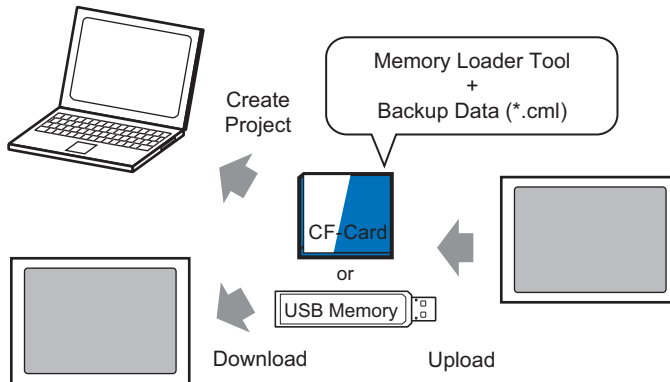 Memory Loader Tool
+
Backup Data (*.cml)
Create
Project
CF-Card
or
USB Memory
Download
Upload